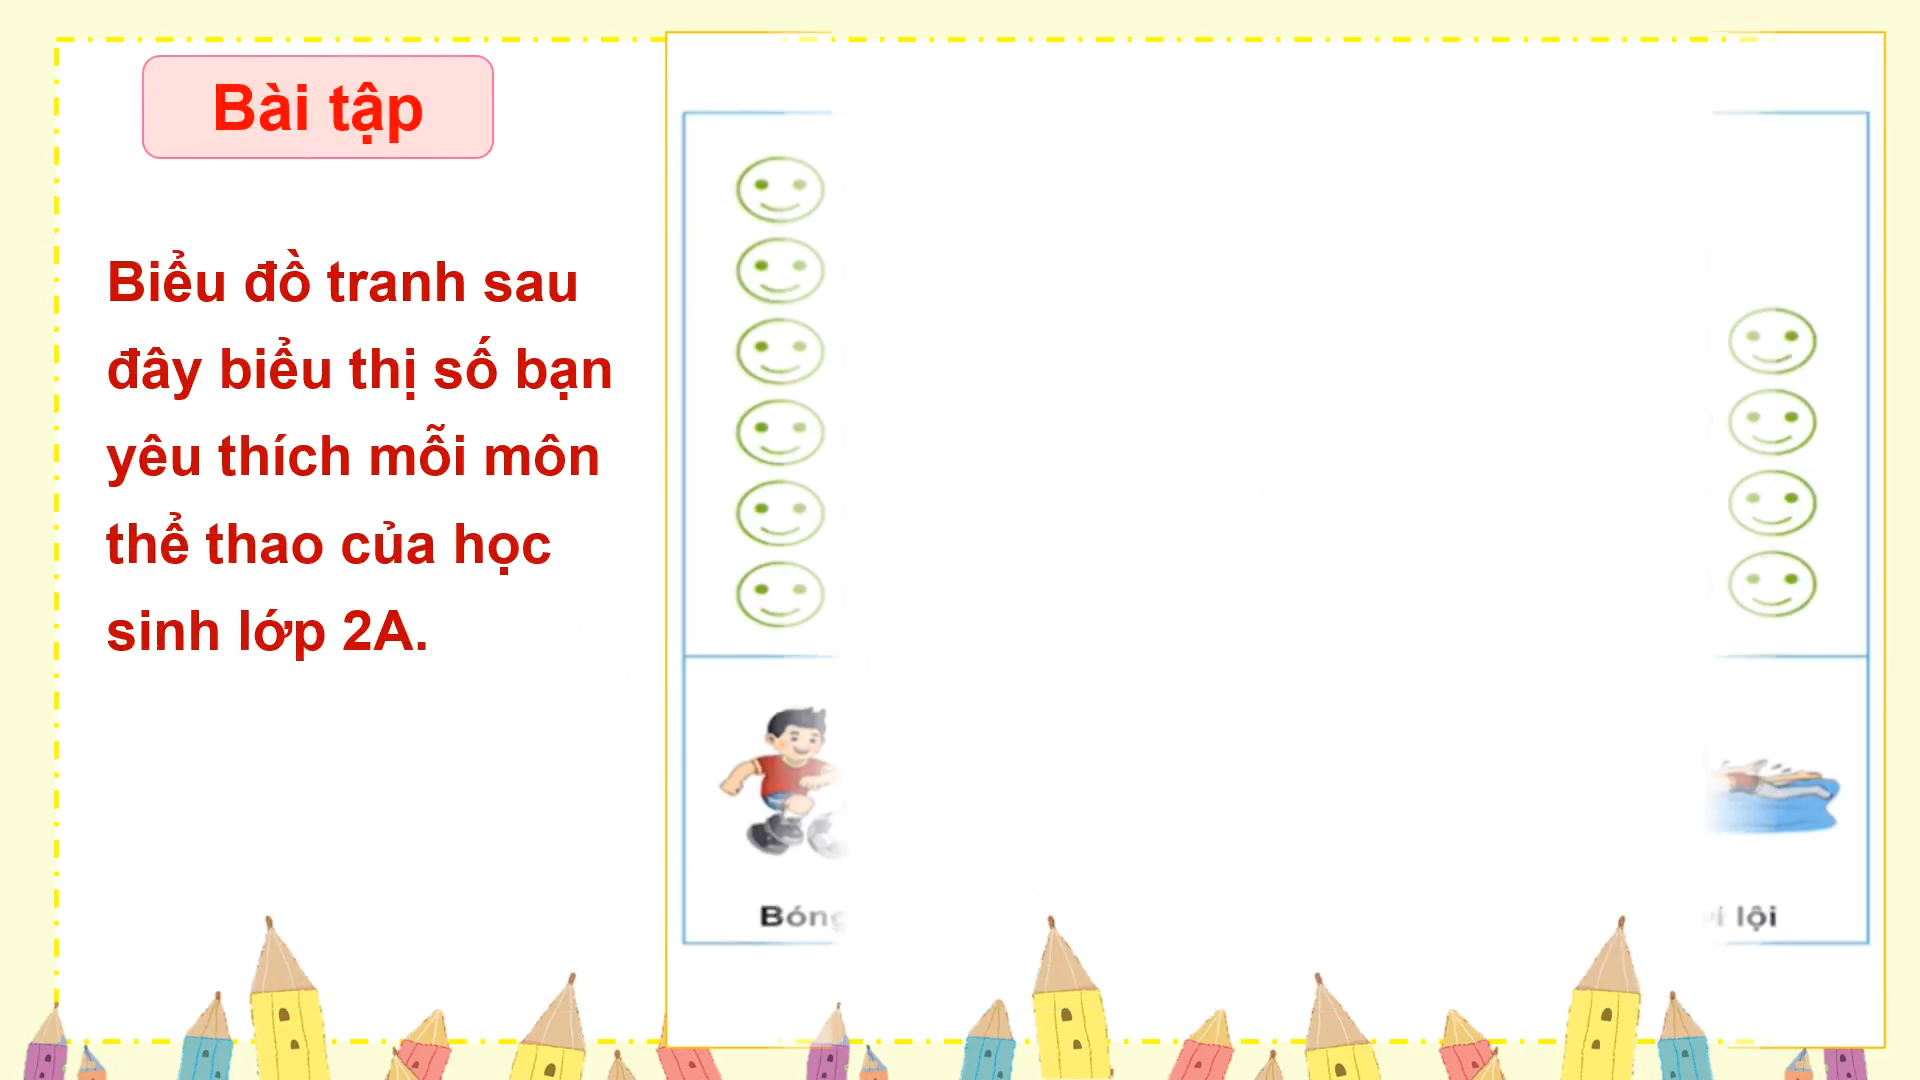 Bài tập
Biểu đồ tranh sau
đây biểu thị số bạn
yêu thích mỗi môn
thể thao của học
sinh lớp 2A.
Bóng
lội